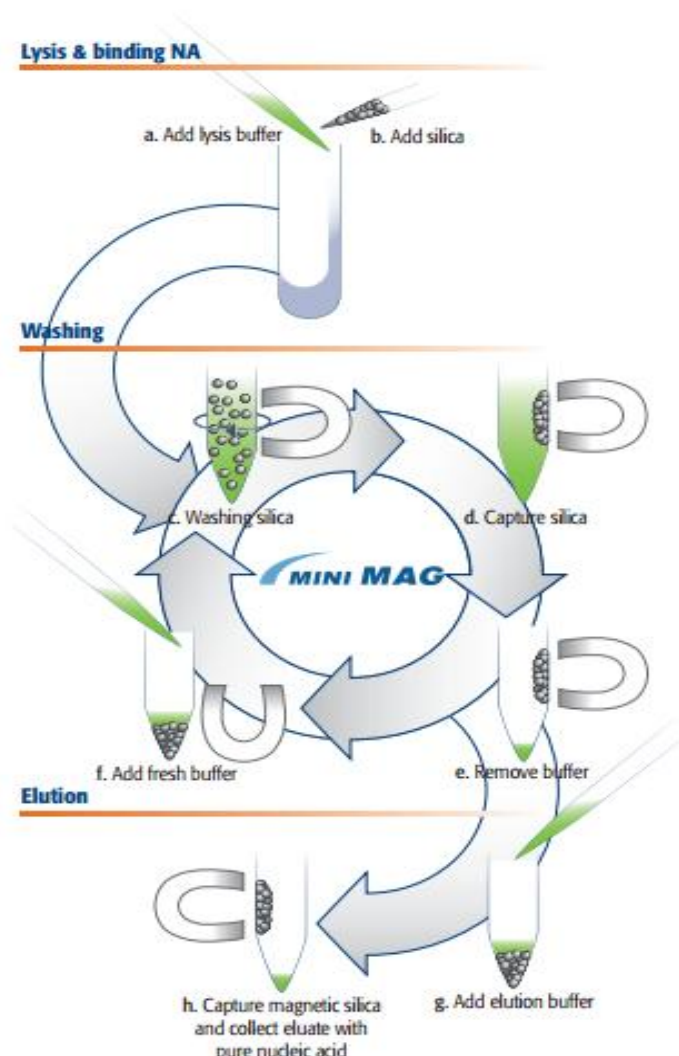 Lysis & binding NA
a. Add lysis buffer
b. Add silica
Washing
c. Washing silica
d. Capture silica
MINI MAG
f. Add fresh buffer
e. Remove buffer
Elution
h. Capture magnetic silica
and collect eluate with
pure nucleic acid
g. Add elution buffer